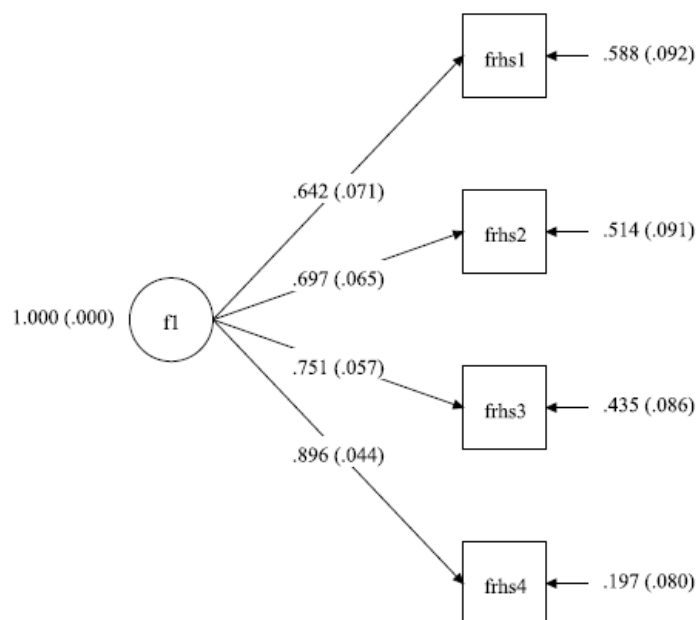 frhs1
.588 (.092)
.642 (.071)
frhs2
.514 (.091)
.697 (.065)
1.000 (.000)
f1
.751 (.057)
frhs3
.435 (.086)
.896 (.044)
frhs4
.197 (.080)